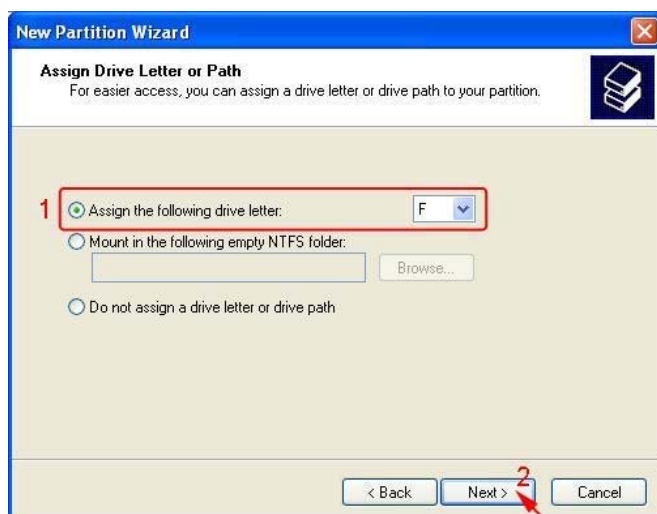 New Partition Wizard
Assign Drive Letter or Path
For easier access, you can assign a drive letter or drive path to your partition.
1
Assign the following drive letter:
F
Mount in the following empty NTFS folder:
Browse...
Do not assign a drive letter or drive path
2
< Back
Next >
Cancel